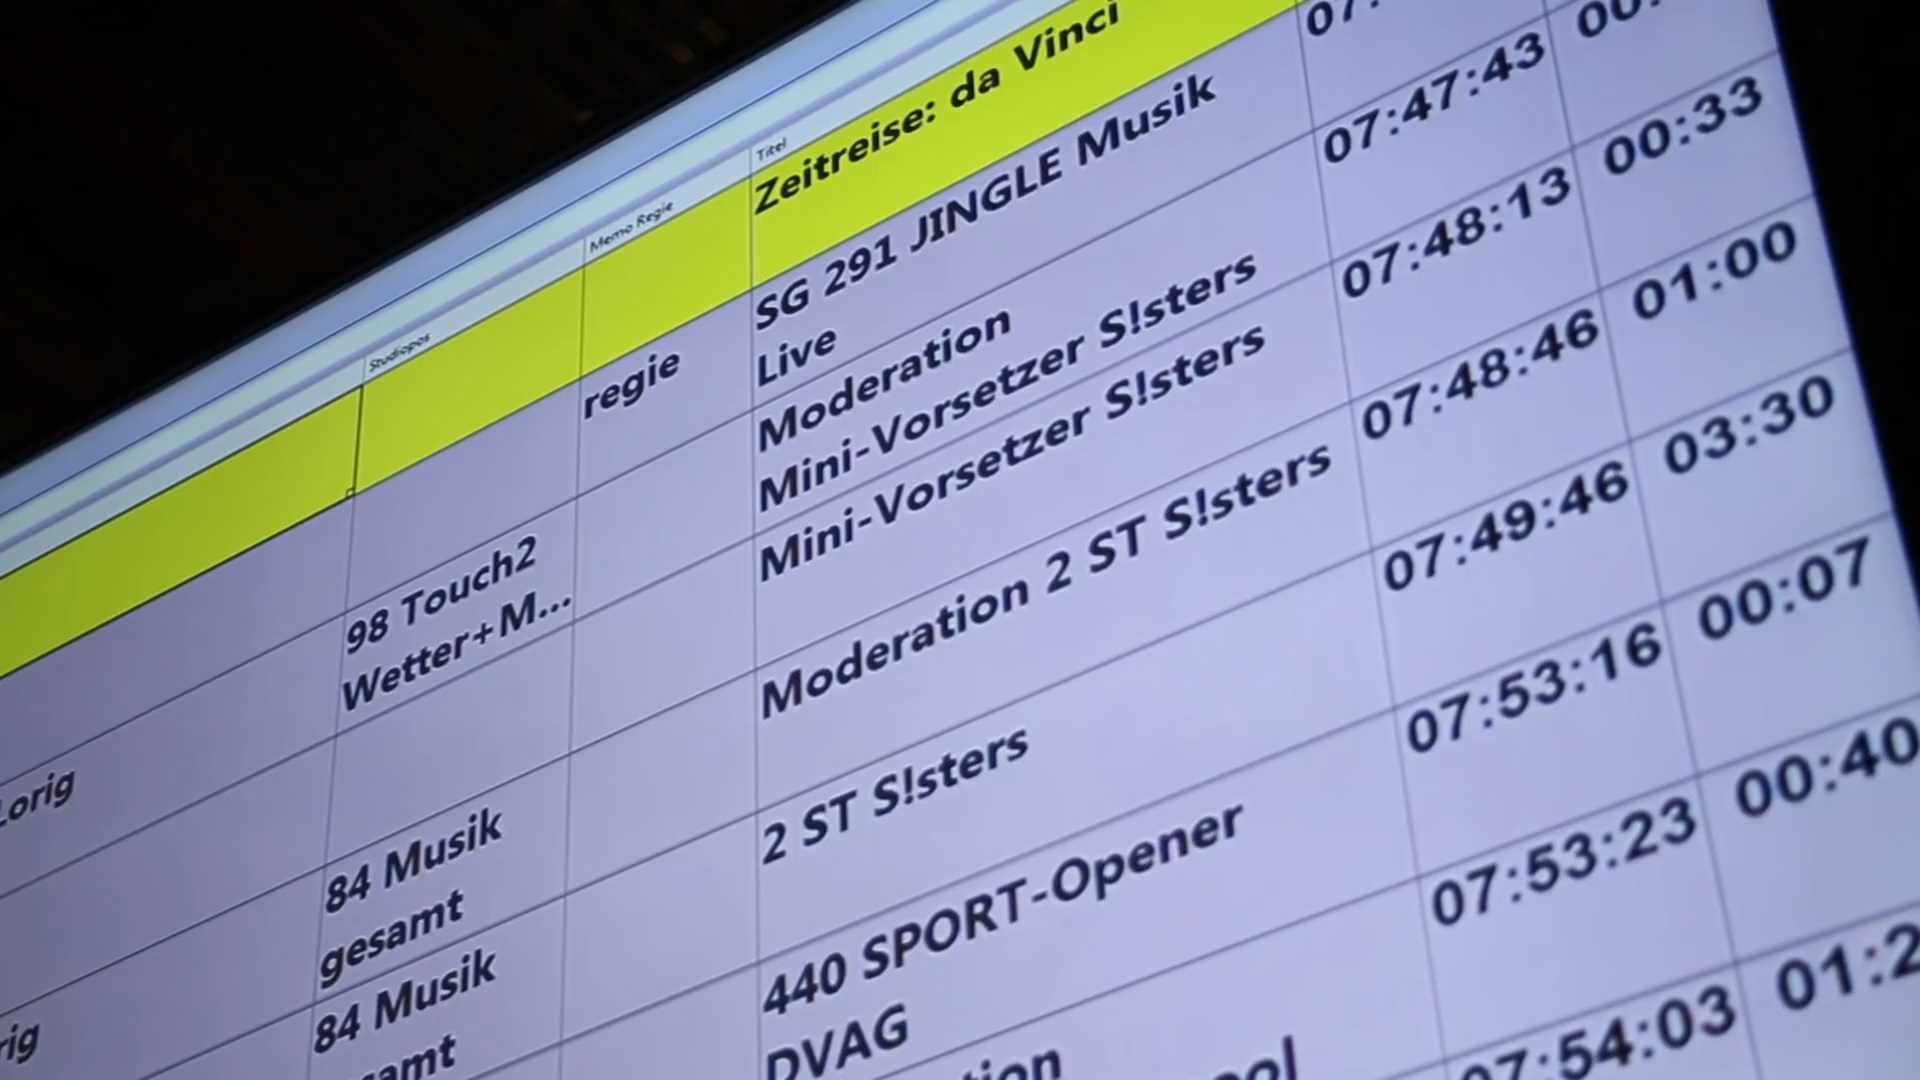 Studiopos
Memo Regie
Titel
Zeitreise: da Vinci
regie
SG 291 JINGLE Musik
Live
07:47:43
98 Touch2
Wetter+M...
Moderation
Mini-Vorsetzer S!sters
07:48:13
00:33
Mini-Vorsetzer S!sters
84 Musik
gesamt
Moderation 2 ST S!sters
07:48:46
01:00
84 Musik
2 ST S!sters
07:49:46
03:30
440 SPORT-Opener
DVAG
07:53:16
00:07
07:53:23
00:40
07:54:03